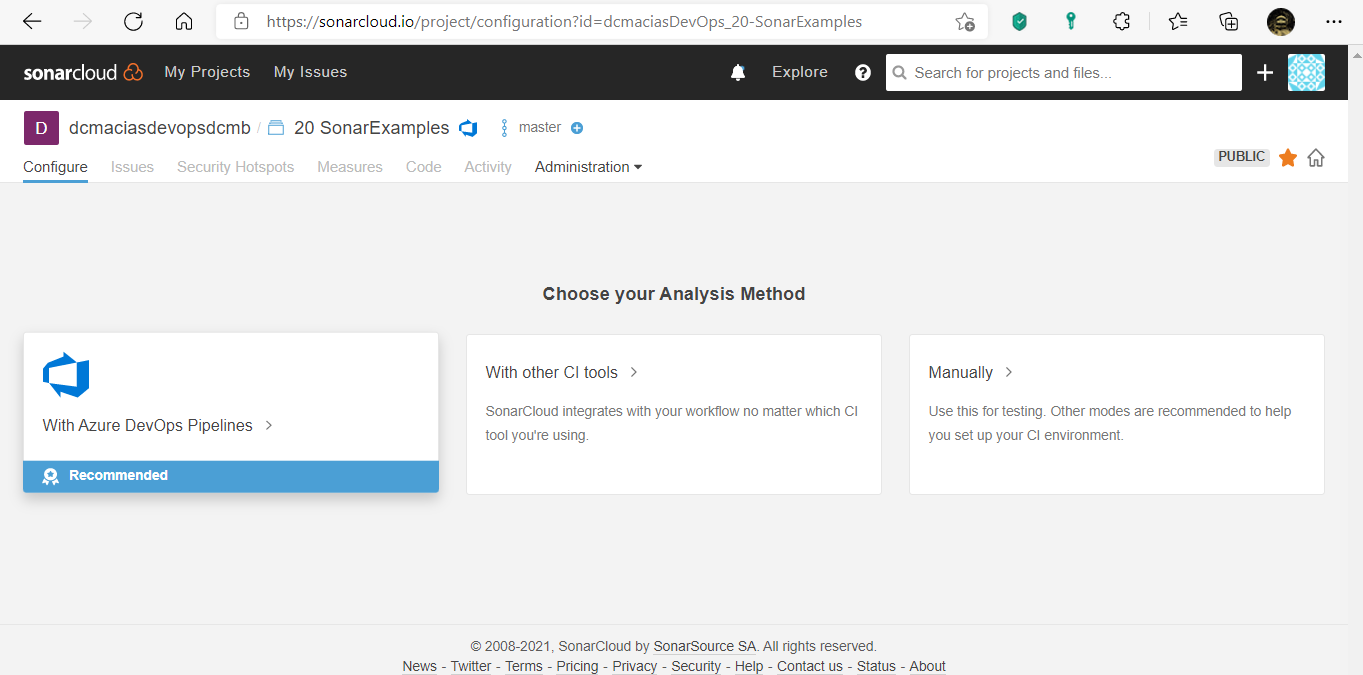 https://sonarcloud.io/project/configuration?id=dcmaciasDevOps_20-SonarExamples
sonarcloud My Projects My Issues Explore ? Search for projects and files...
D dcmaciasdevopsdcmb / 20 SonarExamples master
Configure Issues Security Hotspots Measures Code Activity Administration PUBLIC
Choose your Analysis Method
With Azure DevOps Pipelines
Recommended
With other CI tools
SonarCloud integrates with your workflow no matter which CI
tool you're using.
Manually
Use this for testing. Other modes are recommended to help
you set up your CI environment.
© 2008-2021, SonarCloud by SonarSource SA. All rights reserved.
News - Twitter - Terms - Pricing - Privacy - Security - Help - Contact us - Status - About